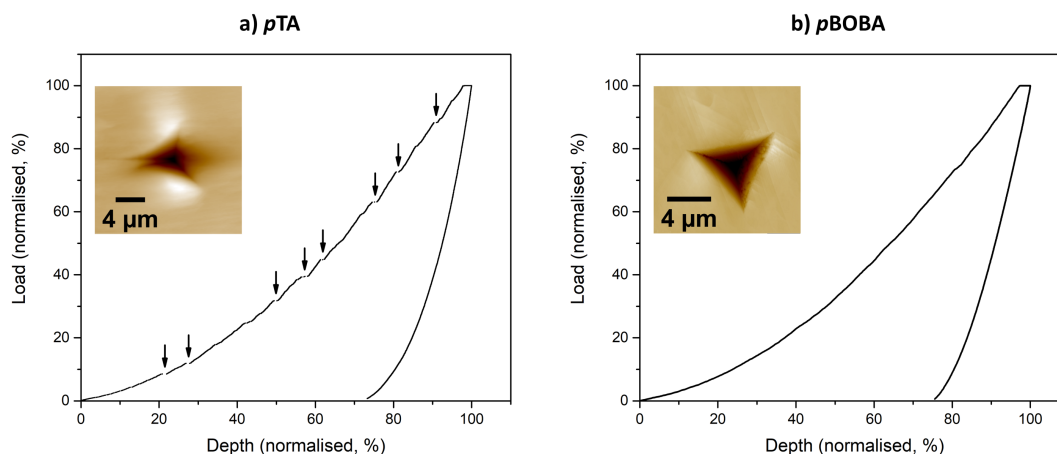 a) pTA
100
80
60
40
20
0
Load (normalised, %)
4 µm
0 20 40 60 80 100
Depth (normalised, %)
b) pBOBA
100
80
60
40
20
0
Load (normalised, %)
4 µm
0 20 40 60 80 100
Depth (normalised, %)